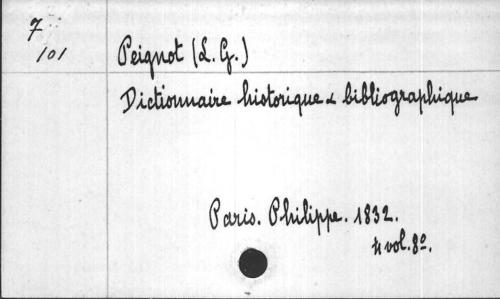 7
101
Peignot (L. G.)
Dictionnaire historique & bibliographique
Paris. Philippe. 1832.
4 vol. 8º.